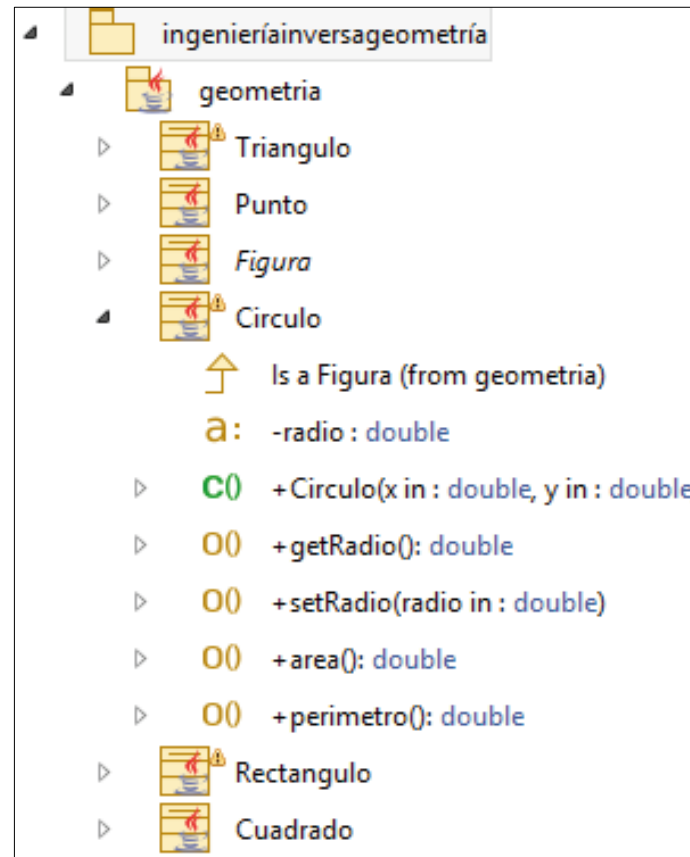 ingenieríainversageometría
geometria
Triangulo
Punto
Figura
Circulo
Is a Figura (from geometria)
a: -radio : double
C() +Circulo(x in : double, y in : double
O() +getRadio(): double
O() +setRadio(radio in : double)
O() +area(): double
O() +perimetro(): double
Rectangulo
Cuadrado